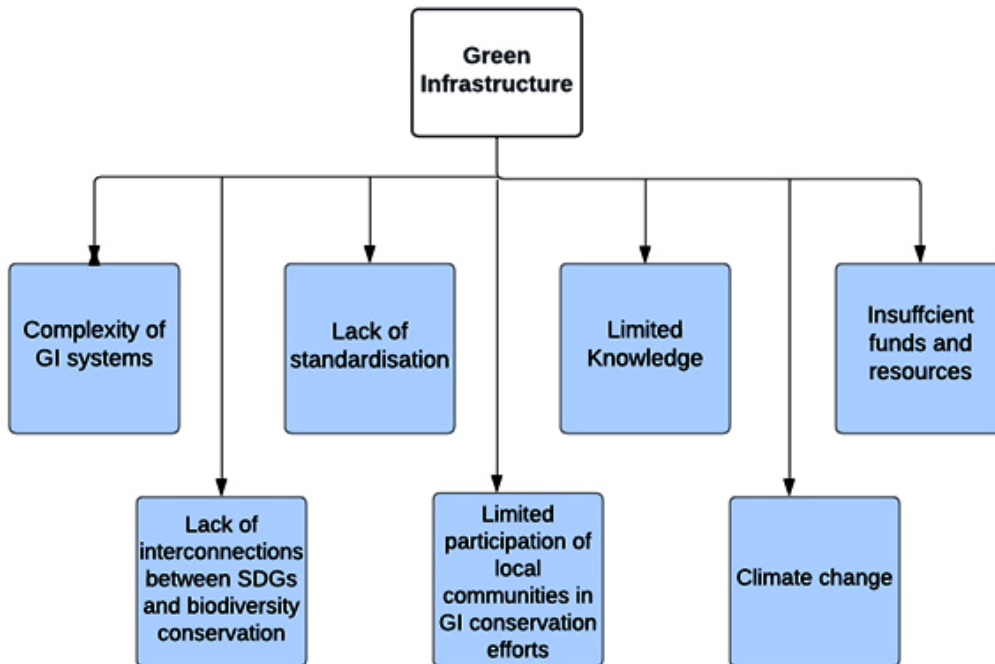 Green
Infrastructure
Complexity of
GI systems
Lack of
standardisation
Limited
Knowledge
Insuffcient
funds and
resources
Lack of
interconnections
between SDGs
and biodiversity
conservation
Limited
participation of
local
communities in
GI conservation
efforts
Climate change